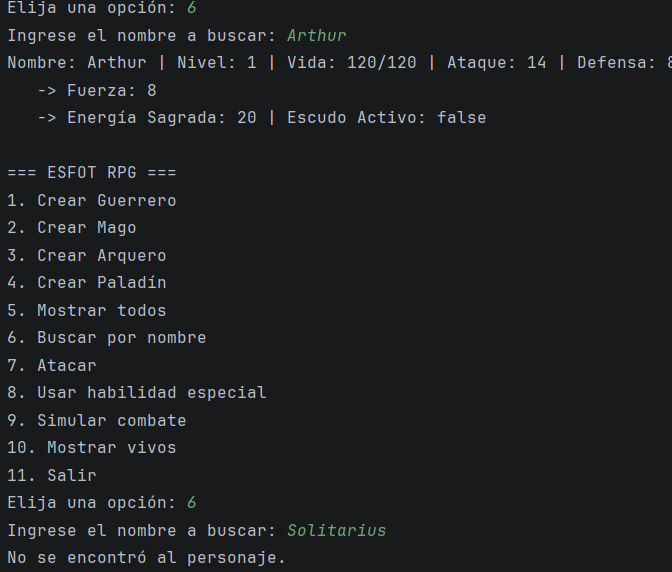 Elija una opción: 6
Ingrese el nombre a buscar: Arthur
Nombre: Arthur | Nivel: 1 | Vida: 120/120 | Ataque: 14 | Defensa: 8
   -> Fuerza: 8
   -> Energía Sagrada: 20 | Escudo Activo: false
=== ESFOT RPG ===
1. Crear Guerrero
2. Crear Mago
3. Crear Arquero
4. Crear Paladín
5. Mostrar todos
6. Buscar por nombre
7. Atacar
8. Usar habilidad especial
9. Simular combate
10. Mostrar vivos
11. Salir
Elija una opción: 6
Ingrese el nombre a buscar: Solitarius
No se encontró al personaje.